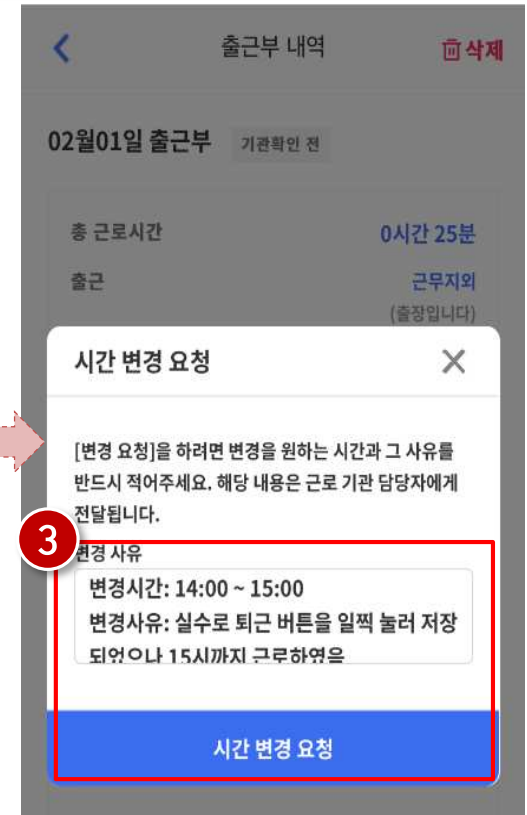 출근부 내역
삭제
02월01일 출근부 기관확인 전
총 근로시간 0시간 25분
출근 근무지외
(출장입니다)
시간 변경 요청
[변경 요청]을 하려면 변경을 원하는 시간과 그 사유를
반드시 적어주세요. 해당 내용은 근로 기관 담당자에게
전달됩니다.
3
변경 사유
변경시간: 14:00 ~ 15:00
변경사유: 실수로 퇴근 버튼을 일찍 눌러 저장
되었으나 15시까지 근로하였음
시간 변경 요청